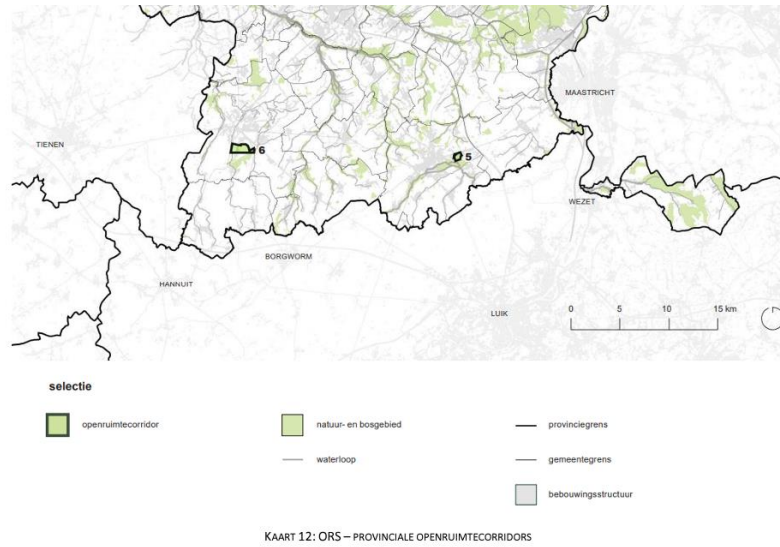 MAASTRICHT
TIENEN
6
5
WEZET
BORGWORM
HANNUIT
LUIK
0 5 10 15 km
selectie
openruimtecorridor
natuur- en bosgebied
provinciegrens
waterloop
gemeentegrens
bebouwingsstructuur
KAART 12: ORS – PROVINCIALE OPENRUIMTECORRIDORS